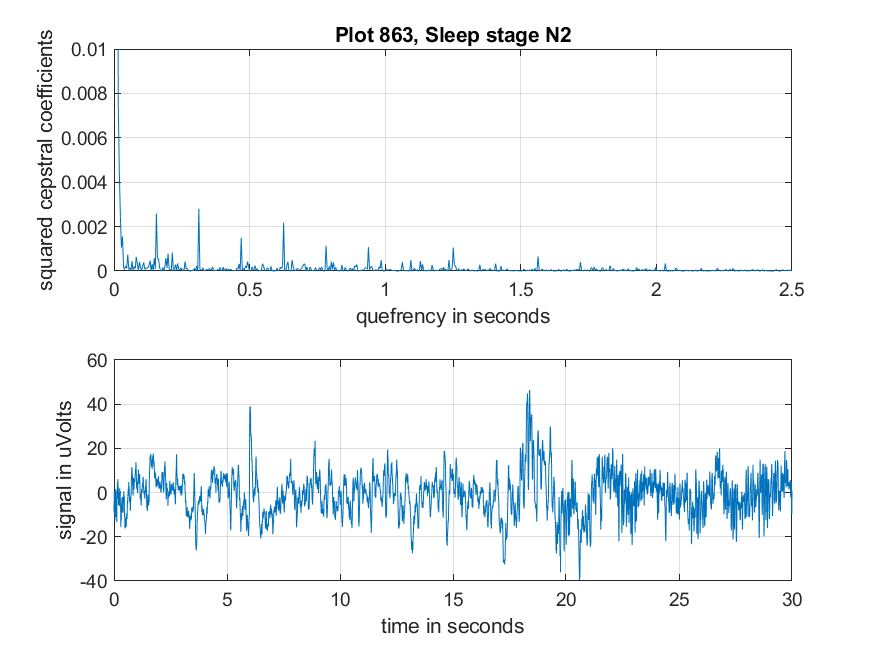 Plot 863, Sleep stage N2
squared cepstral coefficients
0.01
0.008
0.006
0.004
0.002
0
0 0.5 1 1.5 2 2.5
quefrency in seconds
signal in uVolts
60
40
20
0
-20
-40
0 5 10 15 20 25 30
time in seconds